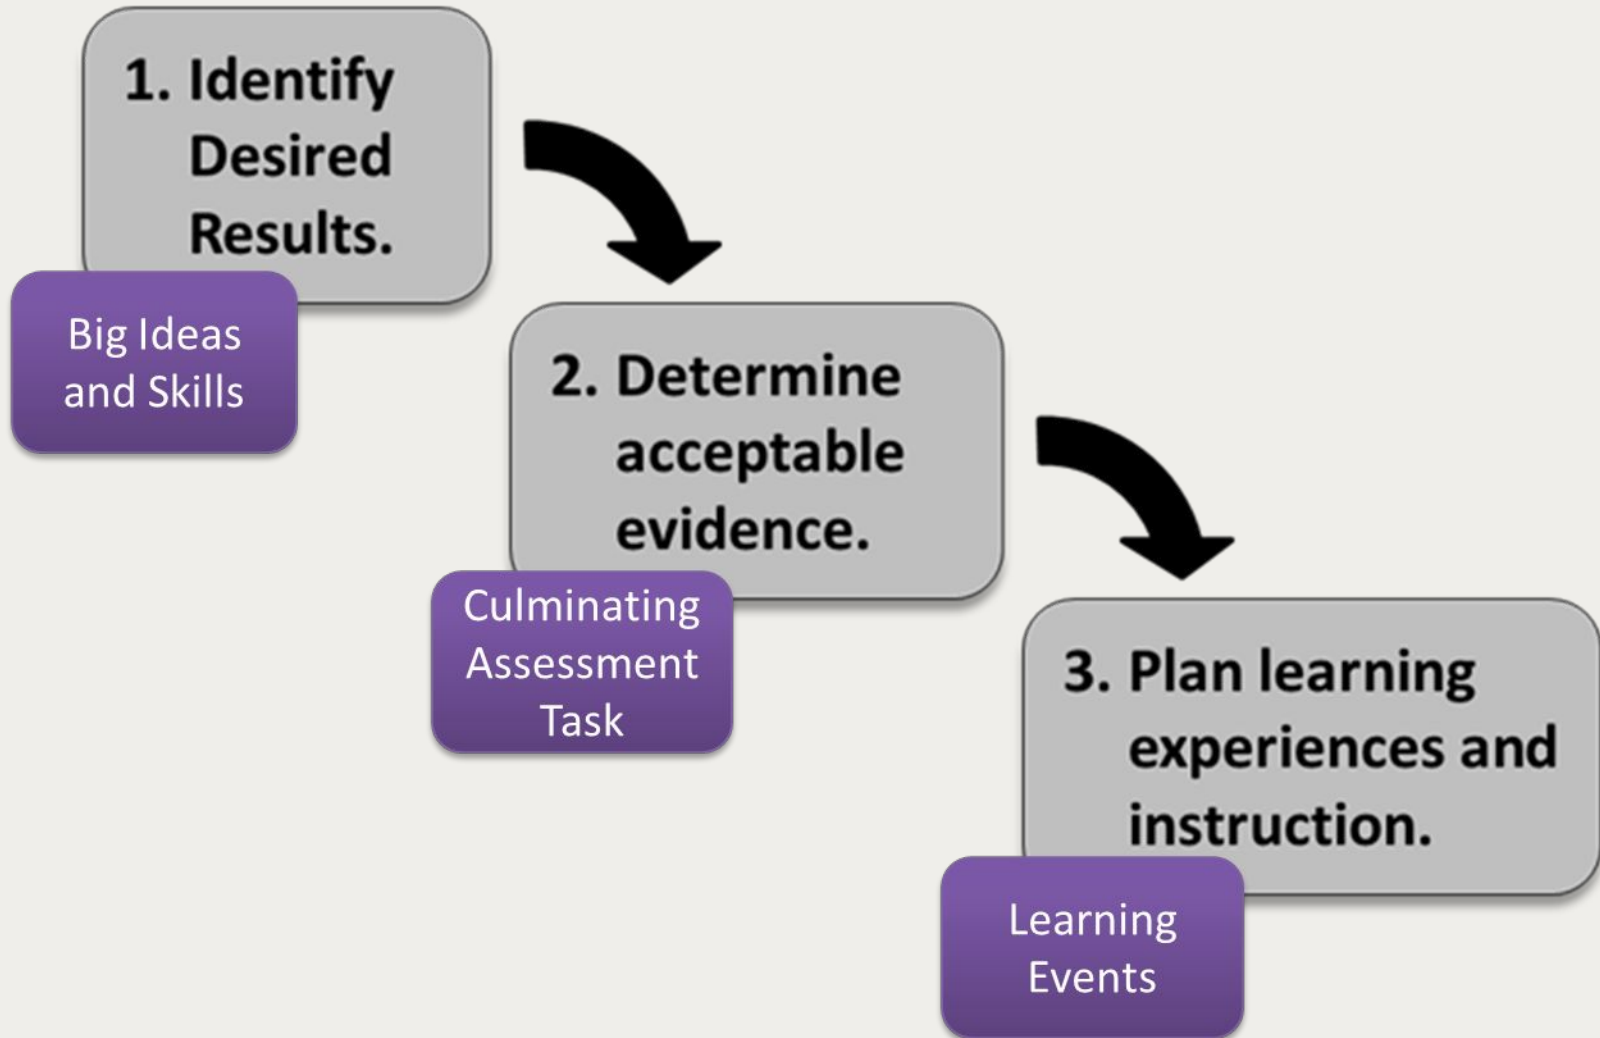 1. Identify
Desired
Results.
Big Ideas
and Skills
2. Determine
acceptable
evidence.
Culminating
Assessment
Task
3. Plan learning
experiences and
instruction.
Learning
Events